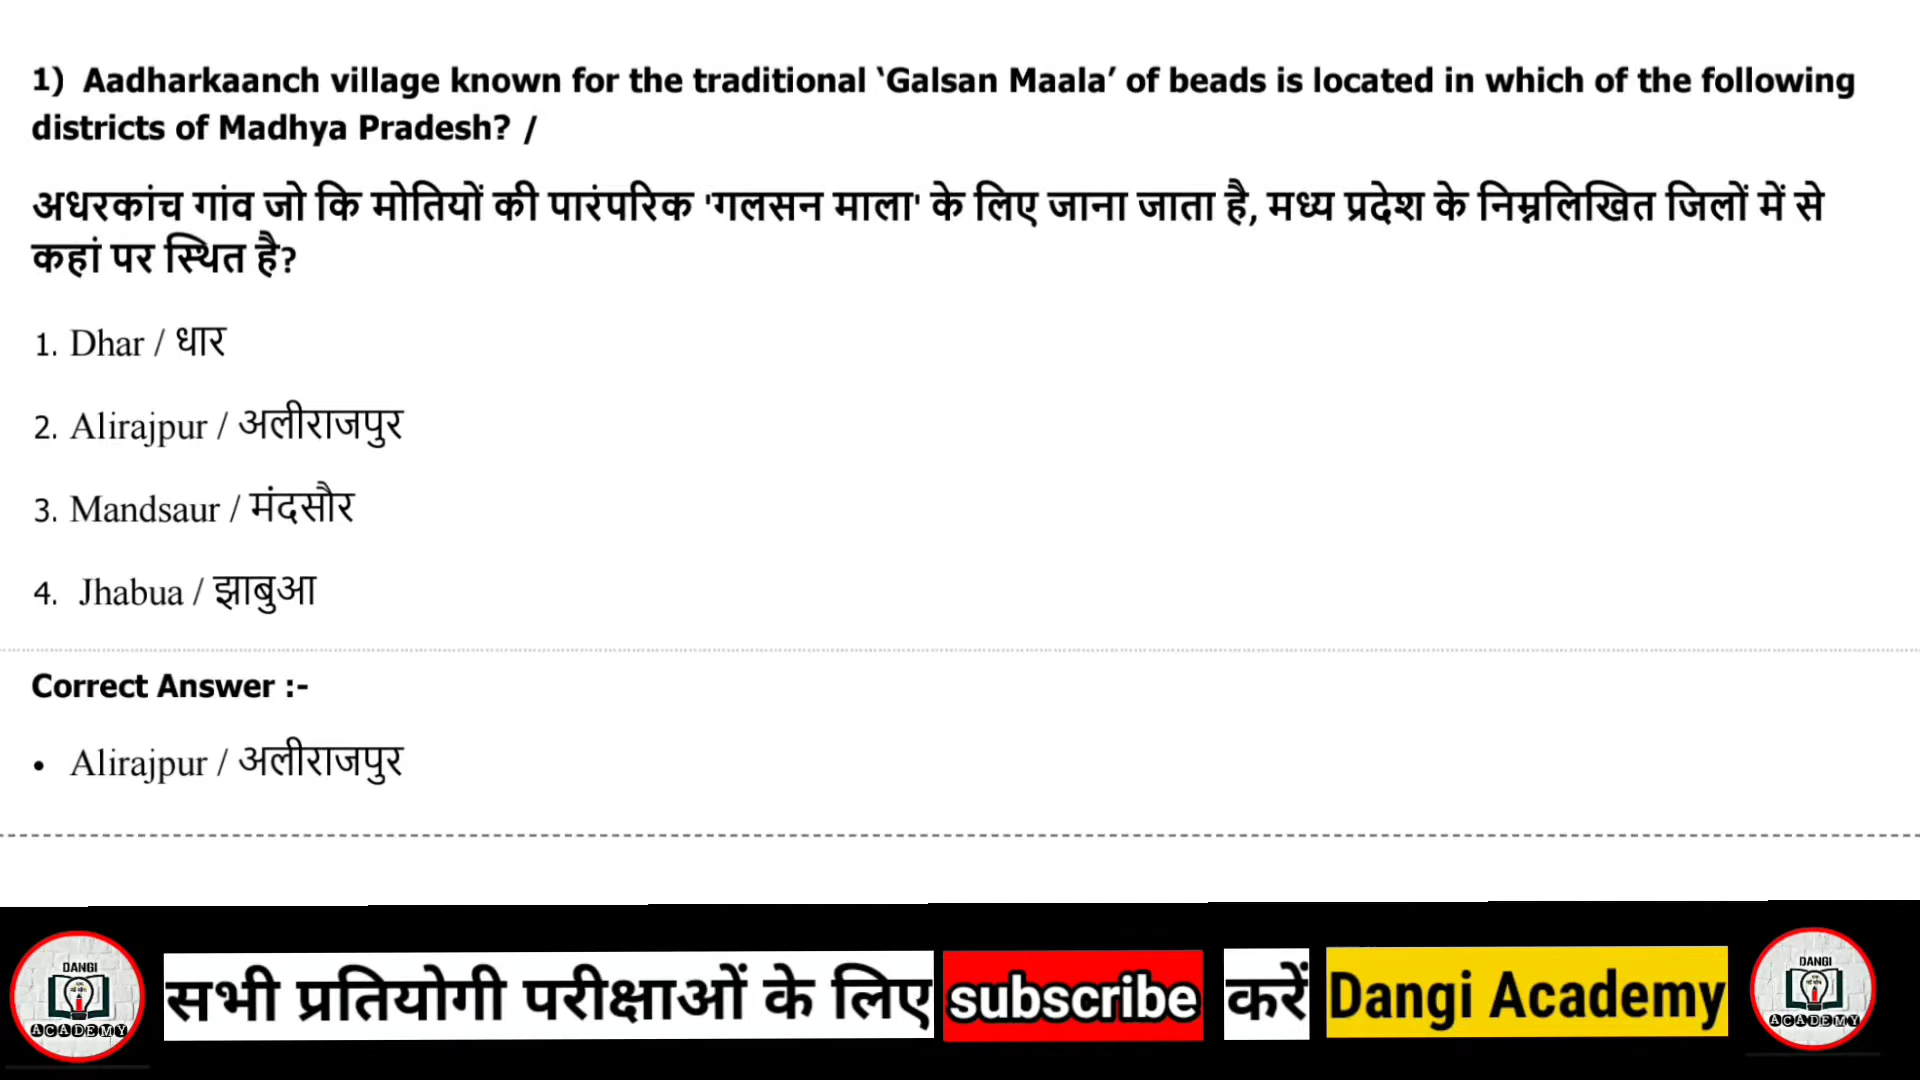 1) Aadharkaanch village known for the traditional ‘Galsan Maala’ of beads is located in which of the following
districts of Madhya Pradesh? /
अधरकांच गांव जो कि मोतियों की पारंपरिक 'गलसन माला' के लिए जाना जाता है, मध्य प्रदेश के निम्नलिखित जिलों में से
कहां पर स्थित है?
1. Dhar / धार
2. Alirajpur / अलीराजपुर
3. Mandsaur / मंदसौर
4. Jhabua / झाबुआ
Correct Answer :-
• Alirajpur / अलीराजपुर
DANGI
ACADEMY
सभी प्रतियोगी परीक्षाओं के लिए subscribe करें Dangi Academy
DANGI
ACADEMY